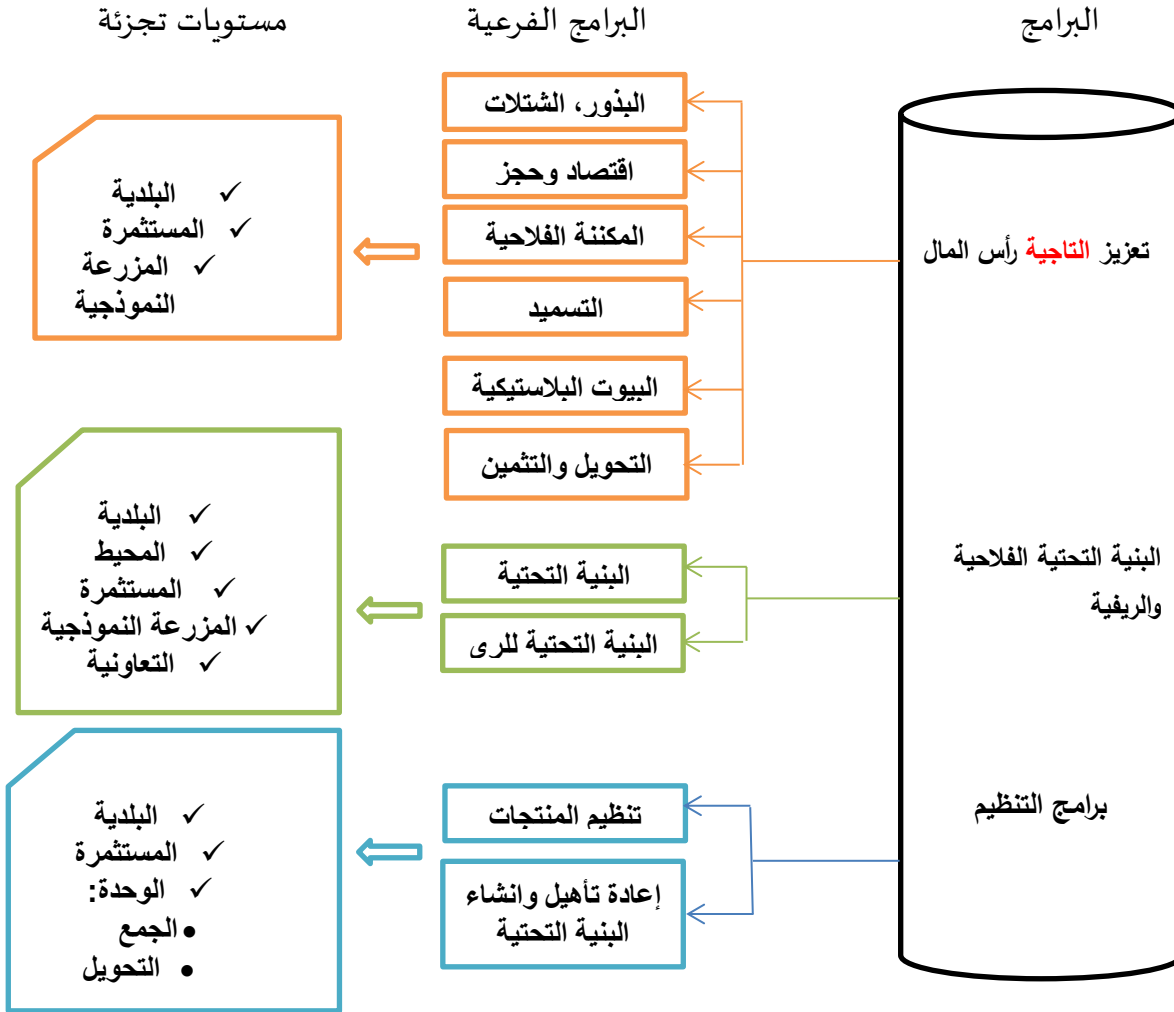 البرامج
البرامج الفرعية
مستويات تجزئة
تعزيز التاجية رأس المال
البذور، الشتلات
اقتصاد وحجز
المكننة الفلاحية
التسميد
البيوت البلاستيكية
التحويل والتثمين
✓ البلدية
✓ المستثمرة
✓ المزرعة
النموذجية
البنية التحتية الفلاحية
والريفية
البنية التحتية
البنية التحتية للري
✓ البلدية
✓ المحيط
✓ المستثمرة
✓ المزرعة النموذجية
✓ التعاونية
برامج التنظيم
تنظيم المنتجات
إعادة تأهيل وانشاء
البنية التحتية
✓ البلدية
✓ المستثمرة
✓ الوحدة:
• الجمع
• التحويل